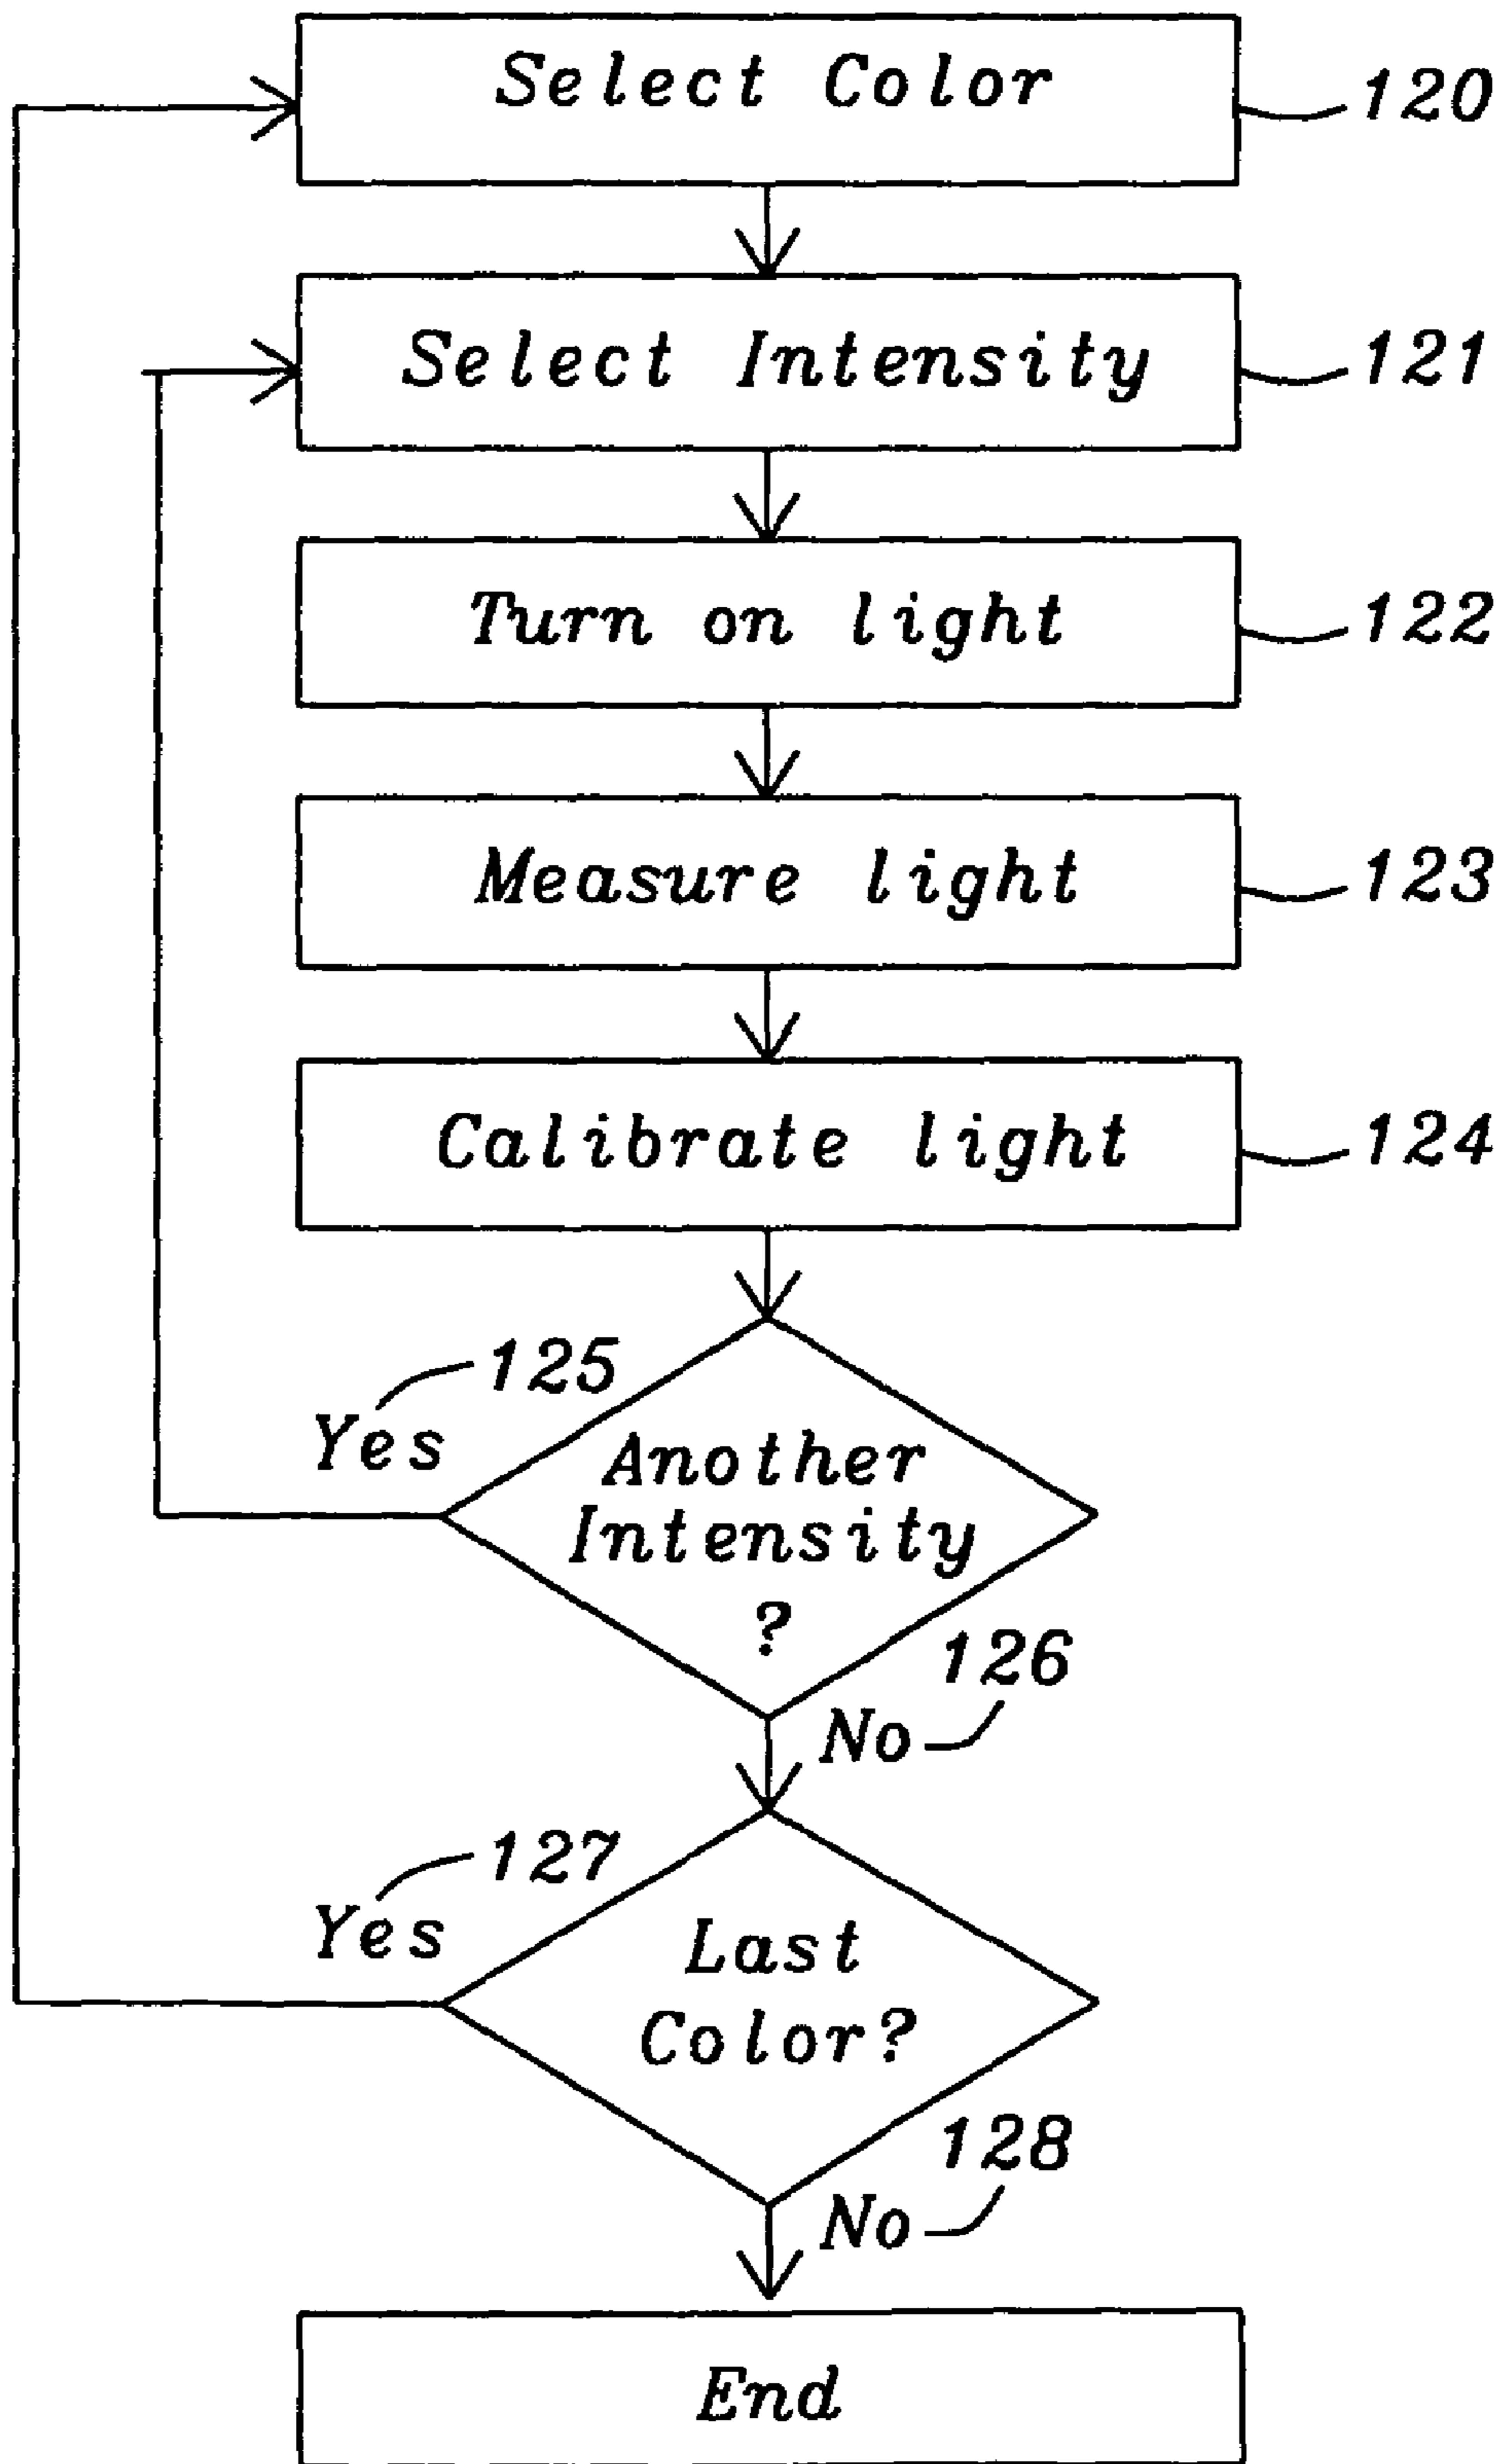 Select Color
120
Select Intensity
121
Turn on light
122
Measure light
123
Calibrate light
124
125
Yes
Another
Intensity
?
126
No
127
Yes
Last
Color?
128
No
End